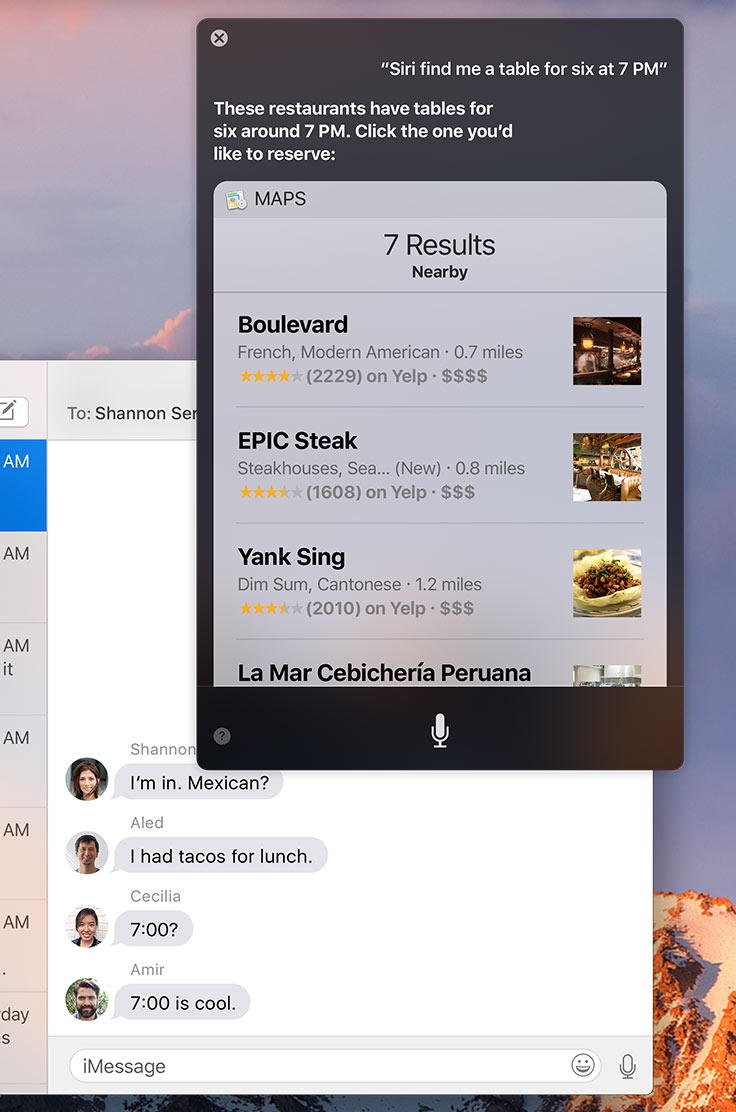 “Siri find me a table for six at 7 PM”
These restaurants have tables for
six around 7 PM. Click the one you’d
like to reserve:
MAPS
7 Results
Nearby
Boulevard
French, Modern American · 0.7 miles
(2229) on Yelp · $$$$
EPIC Steak
Steakhouses, Sea... (New) · 0.8 miles
(1608) on Yelp · $$$
Yank Sing
Dim Sum, Cantonese · 1.2 miles
(2010) on Yelp · $$$
La Mar Cebichería Peruana
?
To: Shannon Ser
AM
AM
AM
it
AM
AM
AM
..
rday
s
Shannon
I’m in. Mexican?
Aled
I had tacos for lunch.
Cecilia
7:00?
Amir
7:00 is cool.
iMessage